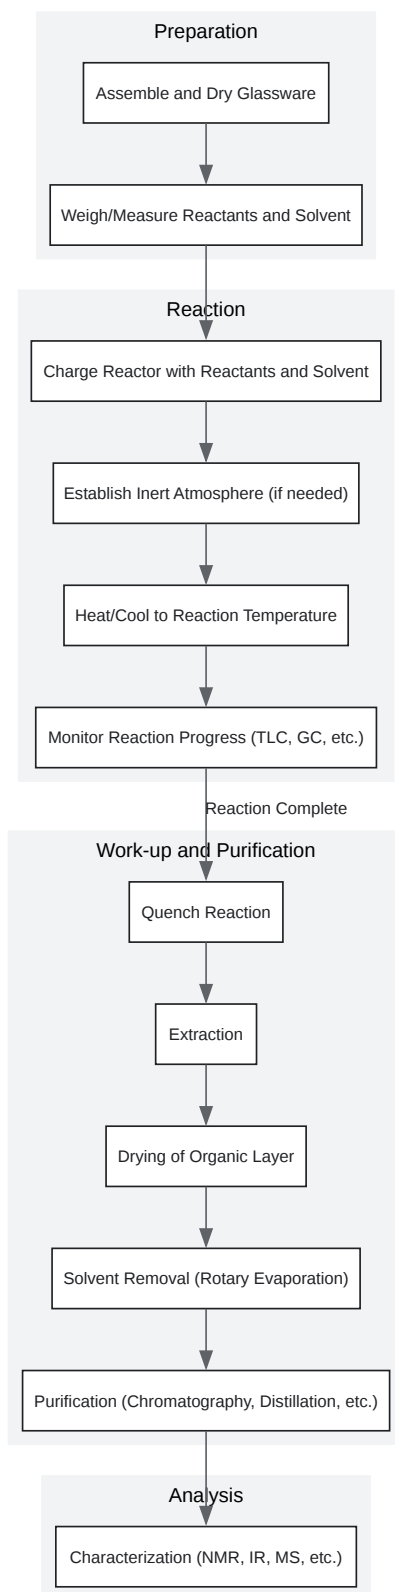 Preparation
Assemble and Dry Glassware
Weigh/Measure Reactants and Solvent
Reaction
Charge Reactor with Reactants and Solvent
Establish Inert Atmosphere (if needed)
Heat/Cool to Reaction Temperature
Monitor Reaction Progress (TLC, GC, etc.)
Reaction Complete
Work-up and Purification
Quench Reaction
Extraction
Drying of Organic Layer
Solvent Removal (Rotary Evaporation)
Purification (Chromatography, Distillation, etc.)
Analysis
Characterization (NMR, IR, MS, etc.)